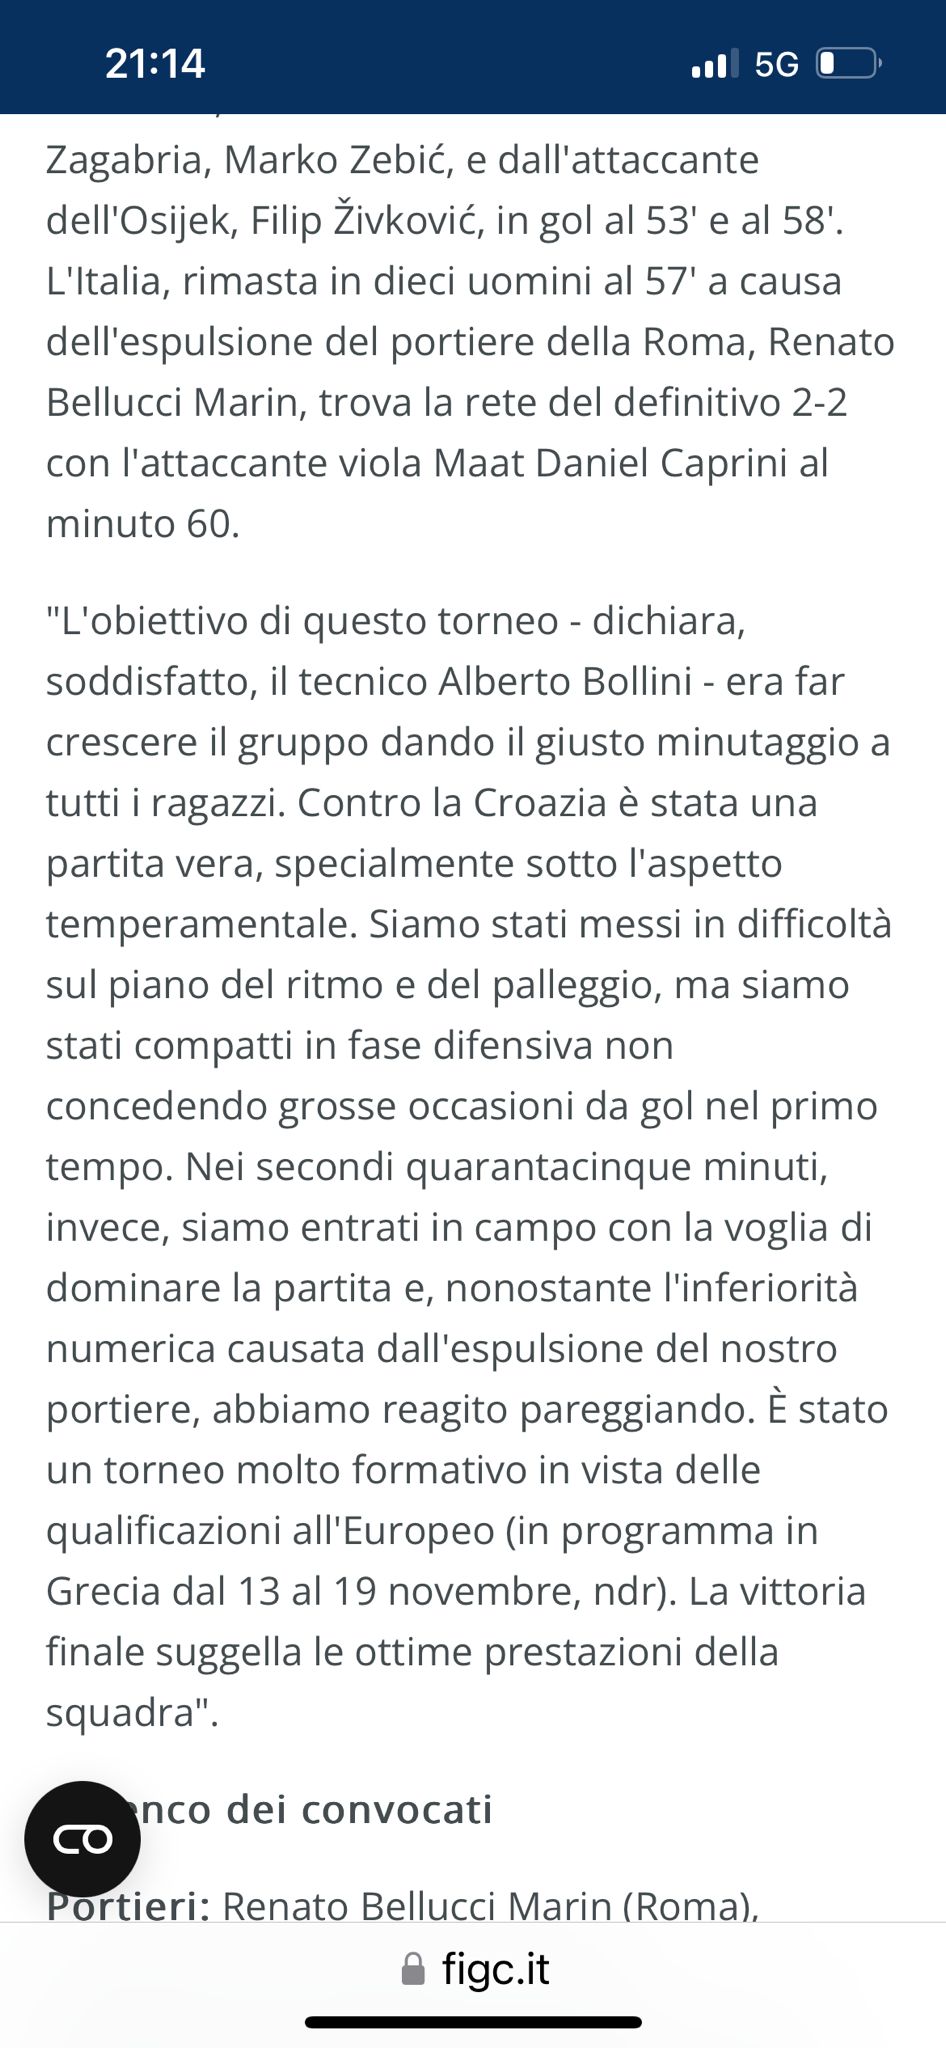 21:14
5G
Zagabria, Marko Zebić, e dall'attaccante
dell'Osijek, Filip Živković, in gol al 53' e al 58'.
L'Italia, rimasta in dieci uomini al 57' a causa
dell'espulsione del portiere della Roma, Renato
Bellucci Marin, trova la rete del definitivo 2-2
con l'attaccante viola Maat Daniel Caprini al
minuto 60.
"L'obiettivo di questo torneo - dichiara,
soddisfatto, il tecnico Alberto Bollini - era far
crescere il gruppo dando il giusto minutaggio a
tutti i ragazzi. Contro la Croazia è stata una
partita vera, specialmente sotto l'aspetto
temperamentale. Siamo stati messi in difficoltà
sul piano del ritmo e del palleggio, ma siamo
stati compatti in fase difensiva non
concedendo grosse occasioni da gol nel primo
tempo. Nei secondi quarantacinque minuti,
invece, siamo entrati in campo con la voglia di
dominare la partita e, nonostante l'inferiorità
numerica causata dall'espulsione del nostro
portiere, abbiamo reagito pareggiando. È stato
un torneo molto formativo in vista delle
qualificazioni all'Europeo (in programma in
Grecia dal 13 al 19 novembre, ndr). La vittoria
finale suggella le ottime prestazioni della
squadra".
enco dei convocati
Portieri: Renato Bellucci Marin (Roma),
figc.it